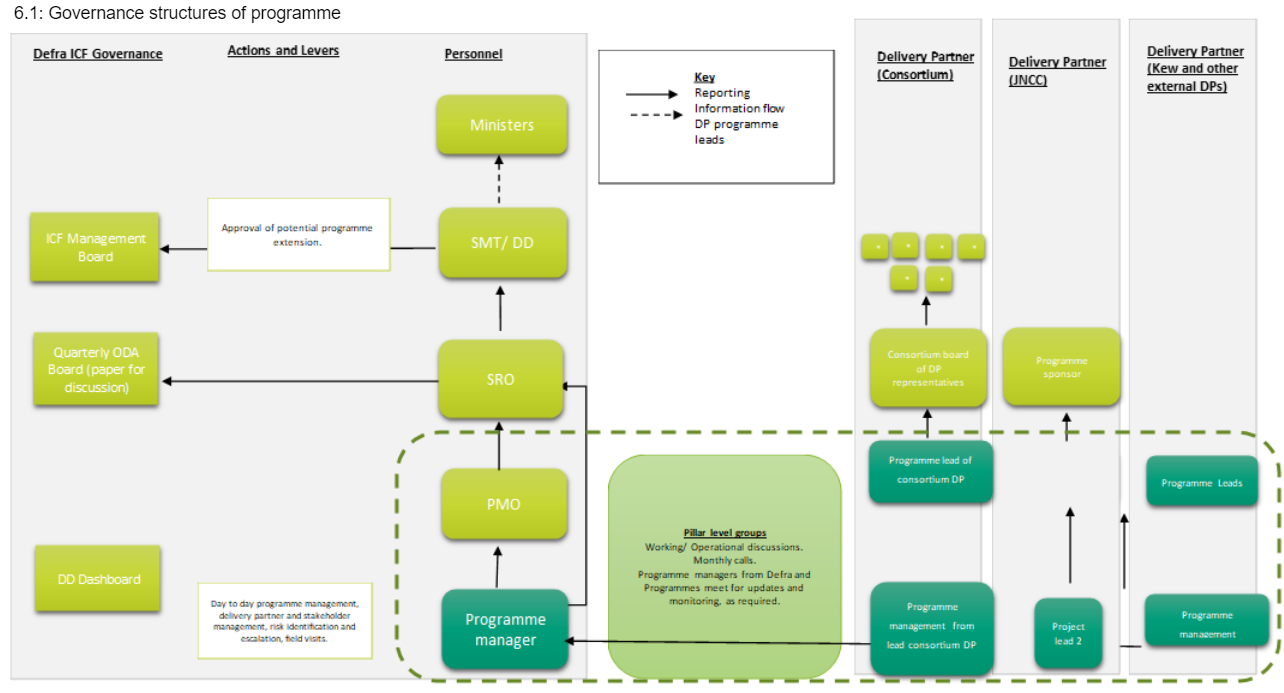 6.1: Governance structures of programme
Defra ICF Governance
Actions and Levers
Personnel
Ministers
ICF Management
Board
Approval of potential programme
extension.
SMT/ DD
Quarterly ODA
Board (paper for
discussion)
SRO
PMO
DD Dashboard
Day to day programme management,
delivery partner and stakeholder
management, risk identification and
escalation, field visits.
Programme
manager
Key
Reporting
Information flow
DP programme
leads
Pillar level groups
Working/ Operational discussions.
Monthly calls.
Programme managers from Defra and
Programmes meet for updates and
monitoring, as required.
Delivery Partner
(Consortium)
Consortium board
of DP
representatives
Programme lead of
consortium DP
Programme
management from
lead consortium DP
Delivery Partner
(JNCC)
Programme
sponsor
Project
lead 2
Delivery Partner
(Kew and other
external DPs)
Programme Leads
Programme
management